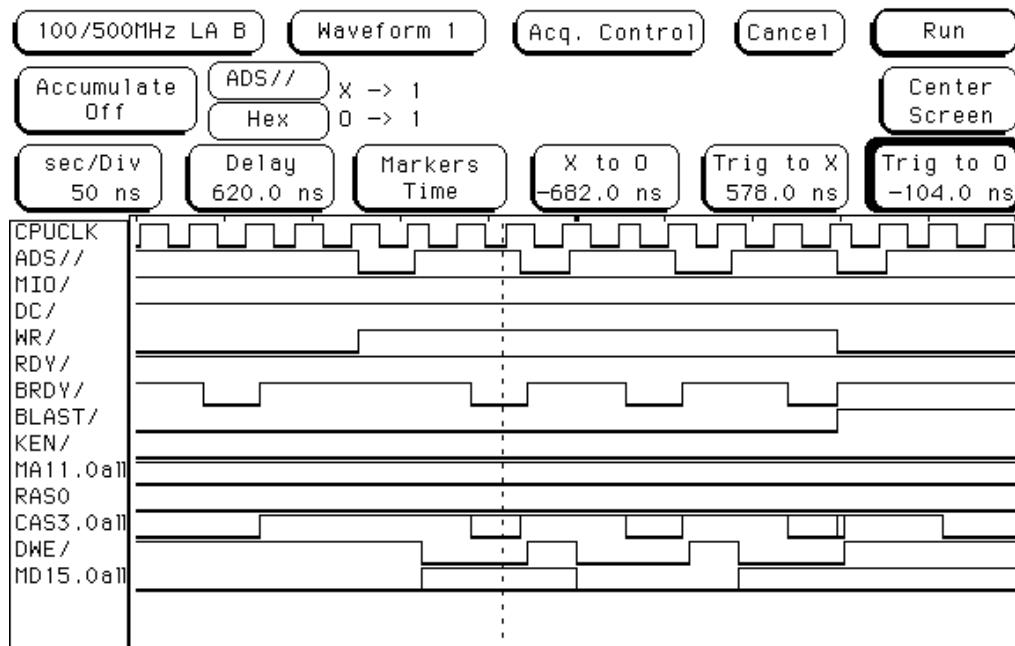 100/500MHz LA B Waveform 1 Acq. Control Cancel Run
Accumulate Off
ADS// X -> 1
Hex O -> 1
Center Screen
sec/Div 50 ns
Delay 620.0 ns
Markers Time
X to O -682.0 ns
Trig to X 578.0 ns
Trig to O -104.0 ns
CPUCLK
ADS//
MIO/
DC/
WR/
RDY/
BRDY/
BLAST/
KEN/
MA11.0all
RAS0
CAS3.0all
DWE/
MD15.0all